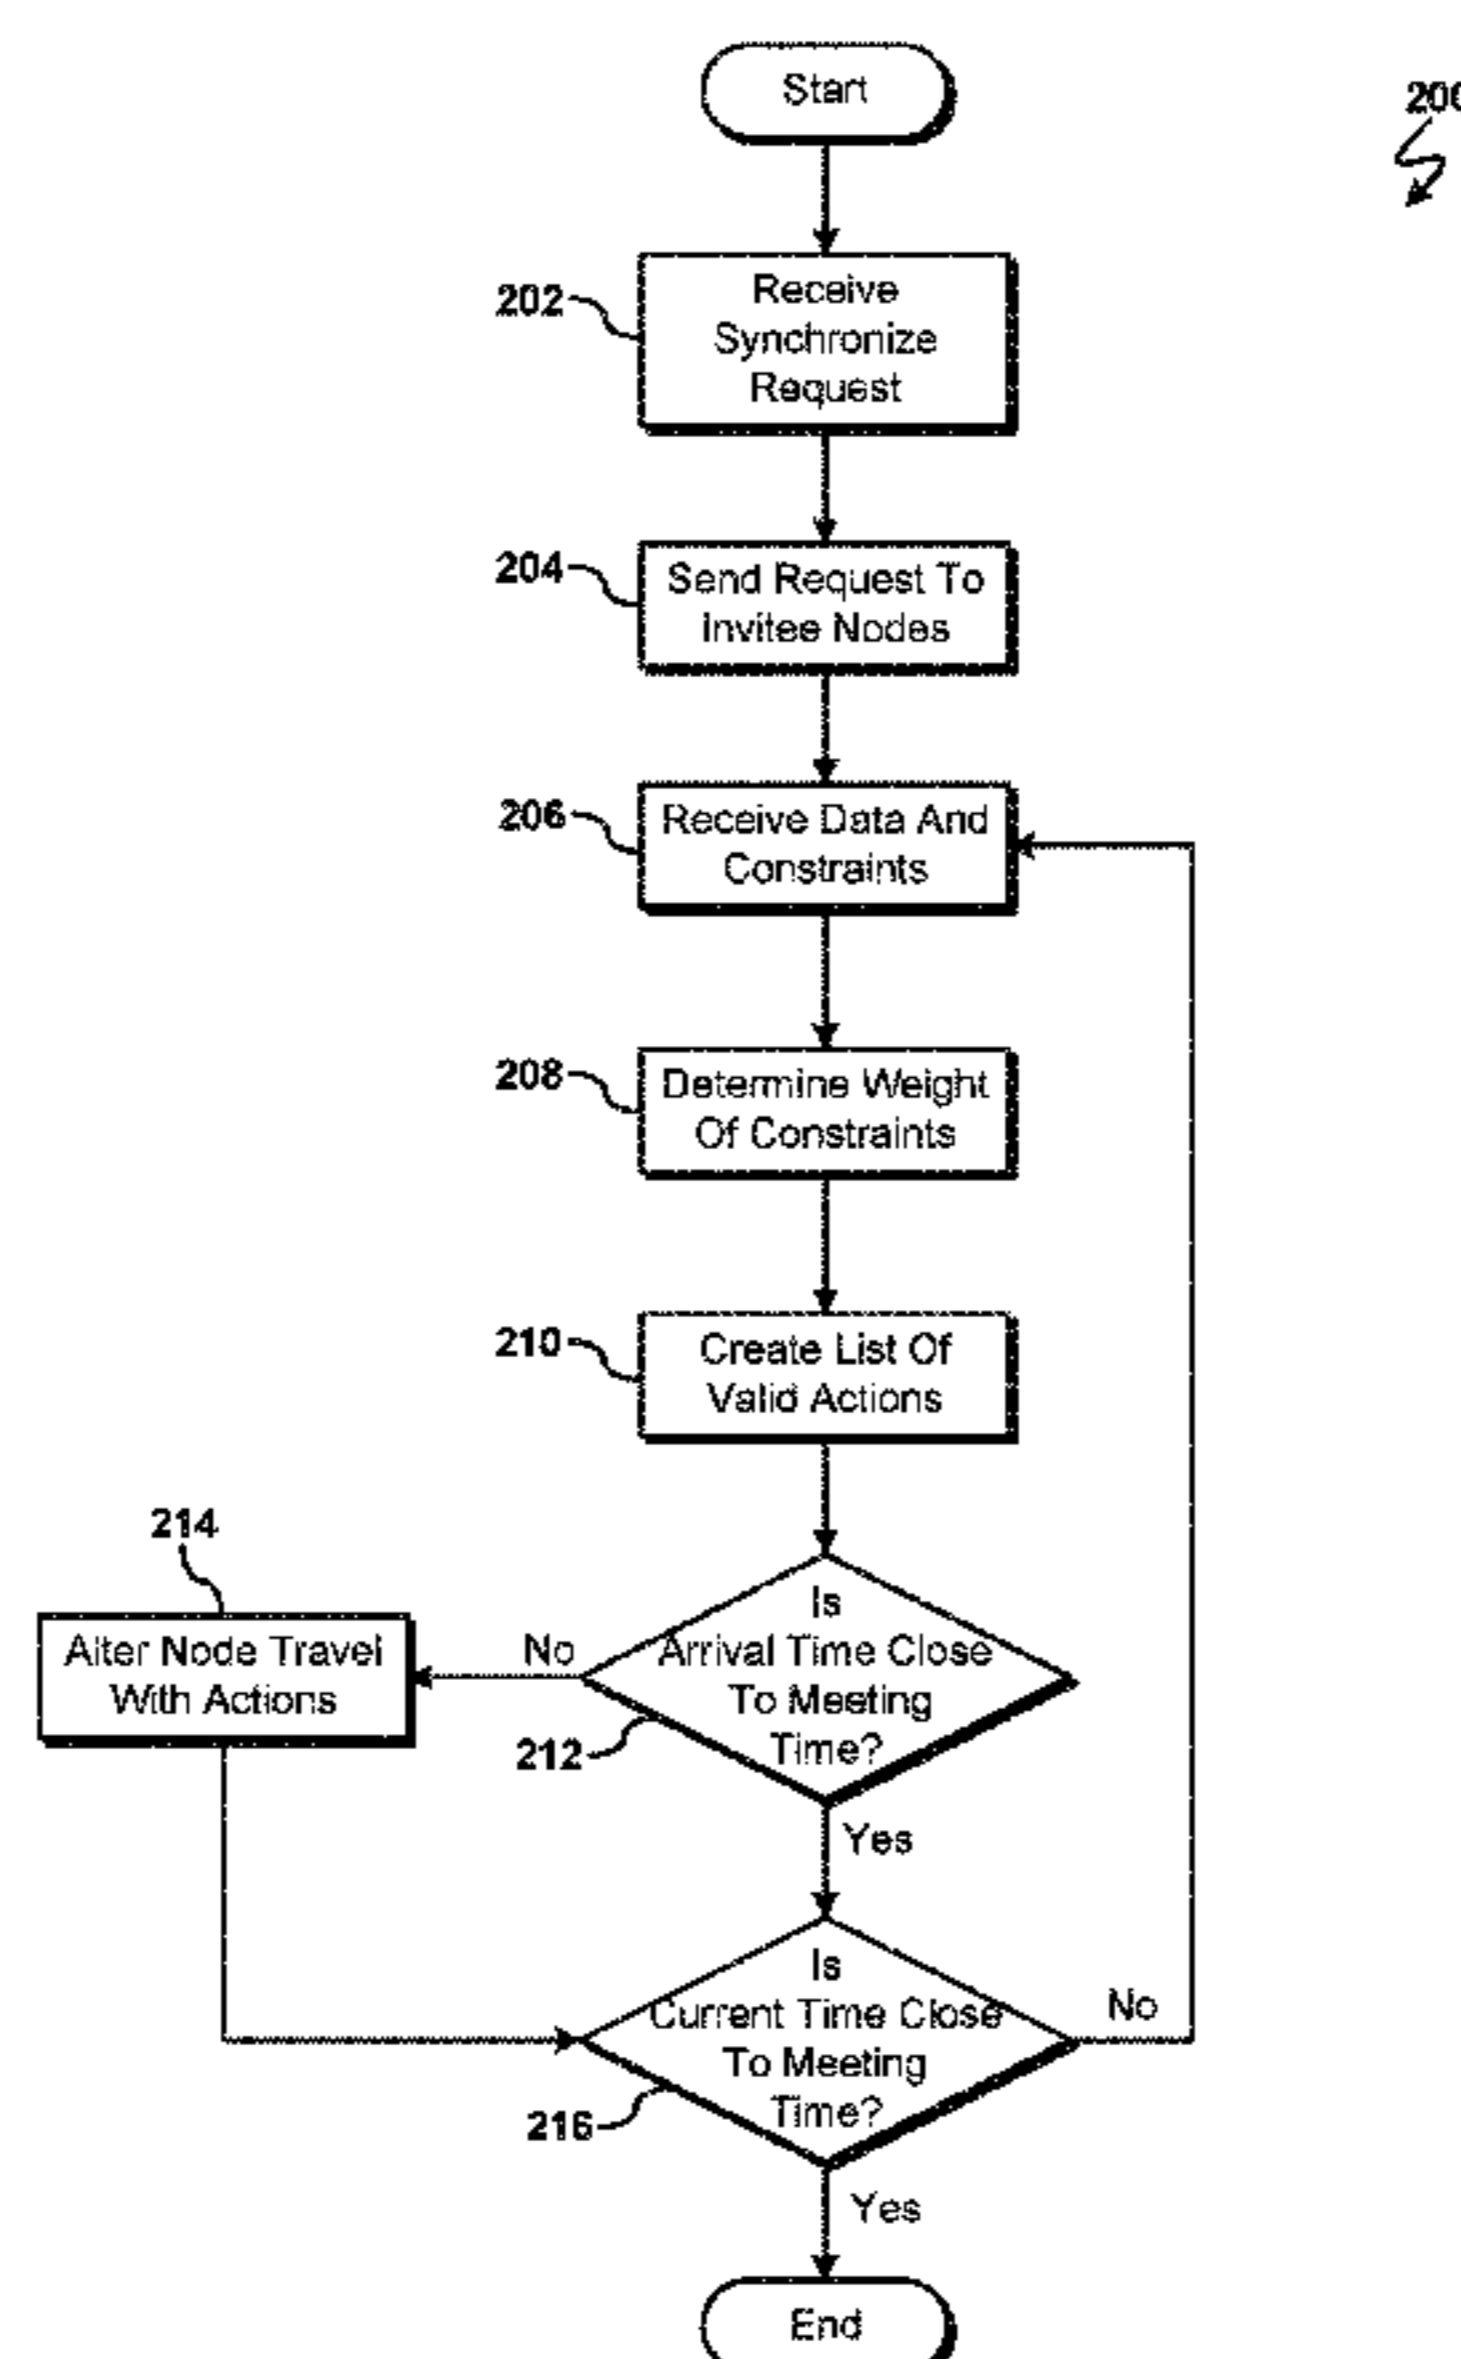 Start
200
202
Receive
Synchronize
Request
204
Send Request To
Invitee Nodes
206
Receive Data And
Constraints
208
Determine Weight
Of Constraints
210
Create List Of
Valid Actions
214
Alter Node Travel
With Actions
No
Is
Arrival Time Close
To Meeting
Time?
212
Yes
Is
Current Time Close
To Meeting
Time?
No
216
Yes
End